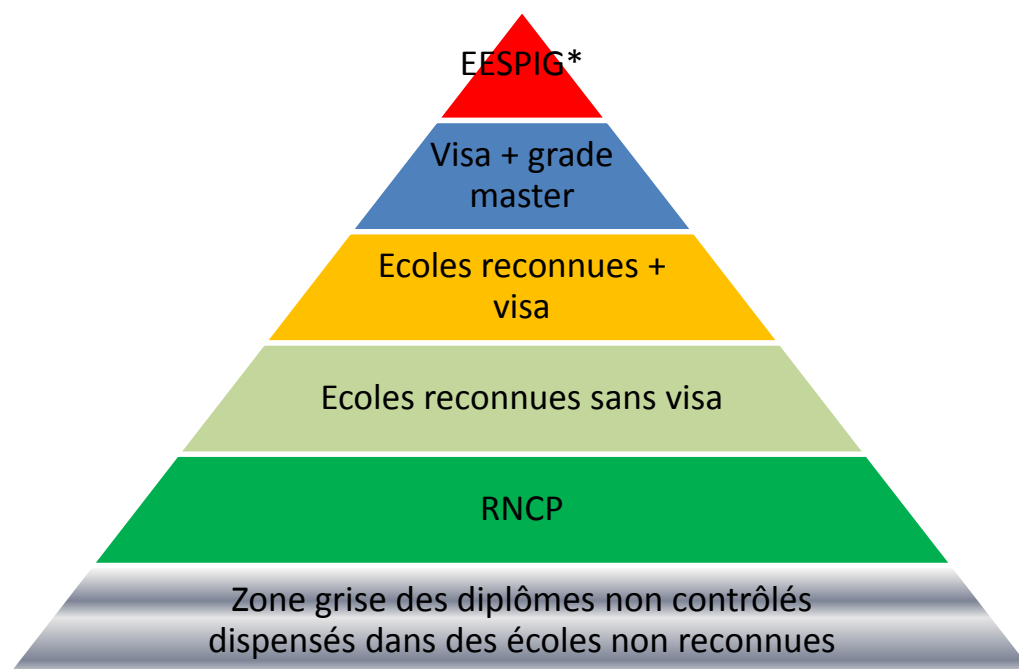 EESPIG*
Visa + grade
master
Ecoles reconnues +
visa
Ecoles reconnues sans visa
RNCP
Zone grise des diplômes non contrôlés
dispensés dans des écoles non reconnues